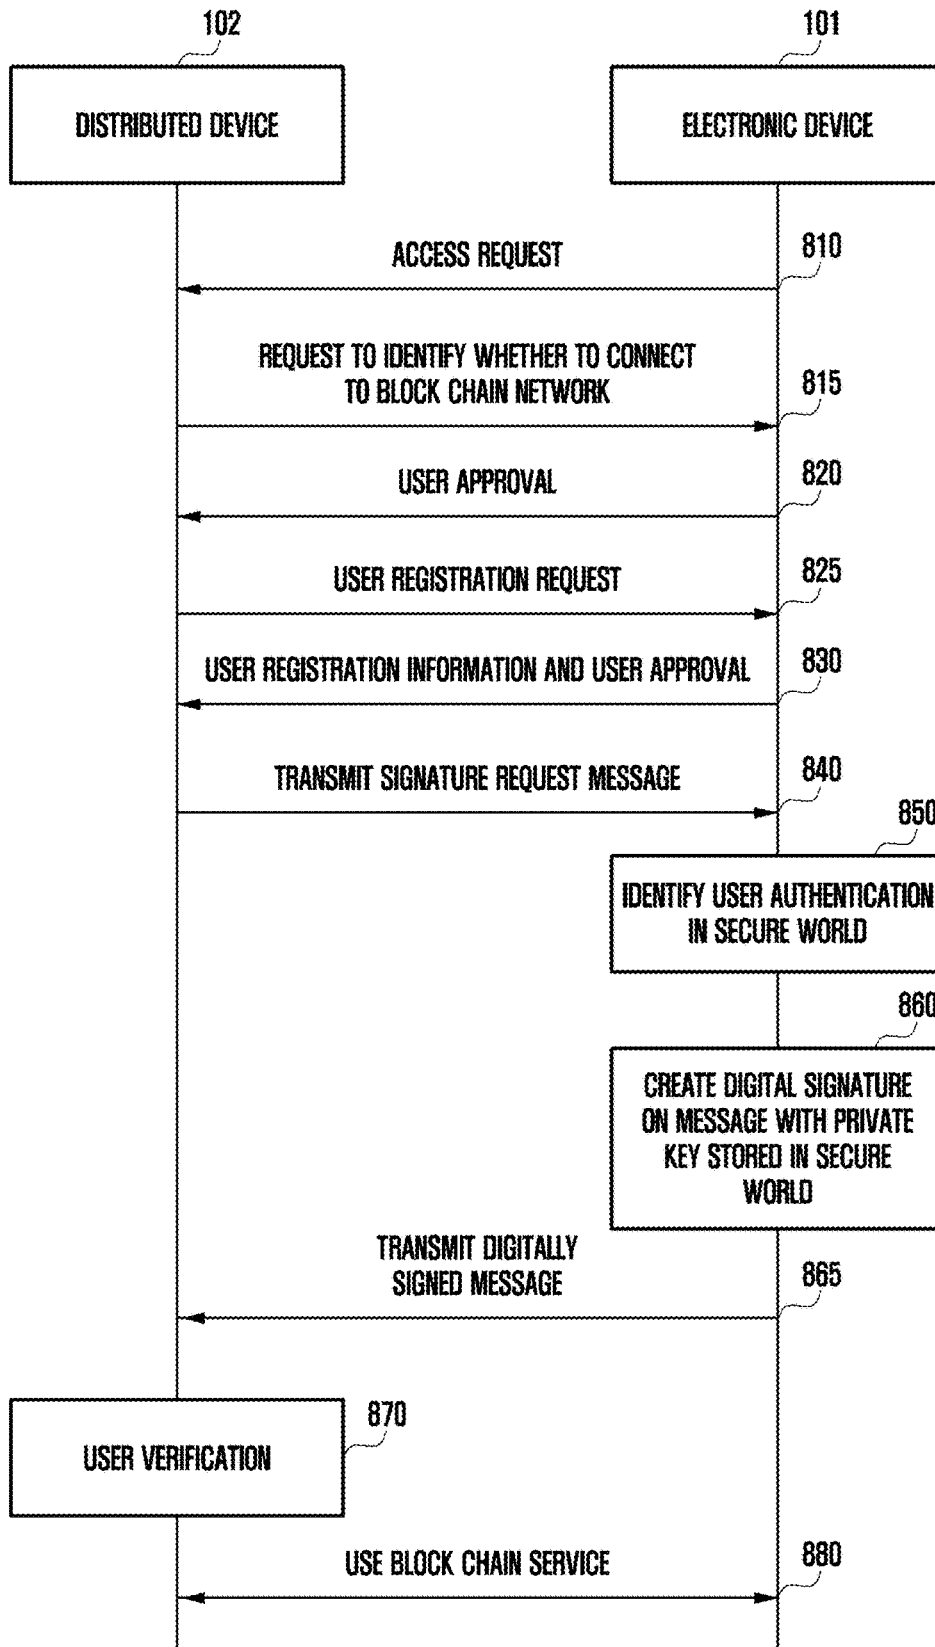 102
101
DISTRIBUTED DEVICE
ELECTRONIC DEVICE
ACCESS REQUEST
810
REQUEST TO IDENTIFY WHETHER TO CONNECT
TO BLOCK CHAIN NETWORK
815
USER APPROVAL
820
USER REGISTRATION REQUEST
825
USER REGISTRATION INFORMATION AND USER APPROVAL
830
TRANSMIT SIGNATURE REQUEST MESSAGE
840
850
IDENTIFY USER AUTHENTICATION
IN SECURE WORLD
860
CREATE DIGITAL SIGNATURE
ON MESSAGE WITH PRIVATE
KEY STORED IN SECURE
WORLD
TRANSMIT DIGITALLY
SIGNED MESSAGE
865
870
USER VERIFICATION
USE BLOCK CHAIN SERVICE
880